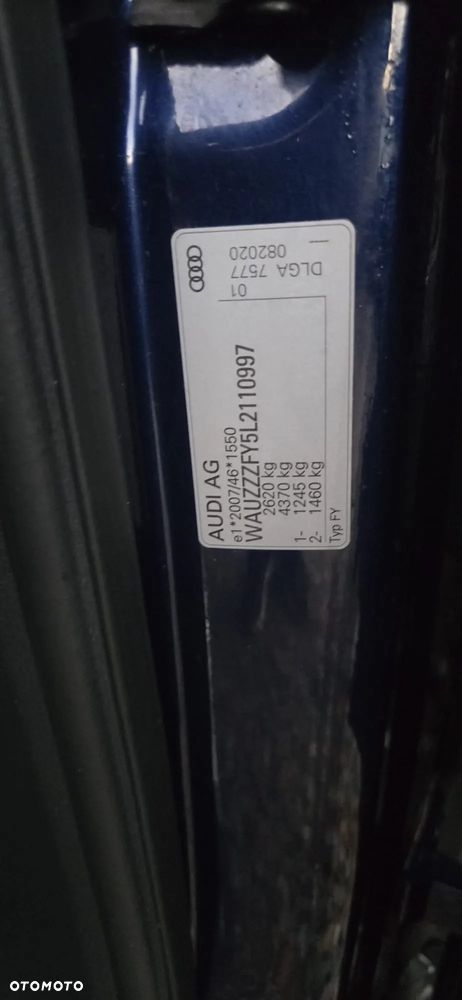 AUDI AG
e1*2007/46*1550
WAUZZZFY5L2110997
2620 kg
4370 kg
1- 1245 kg
2- 1460 kg
Typ FY
01
DLGA 7577
082020
OTOMOTO